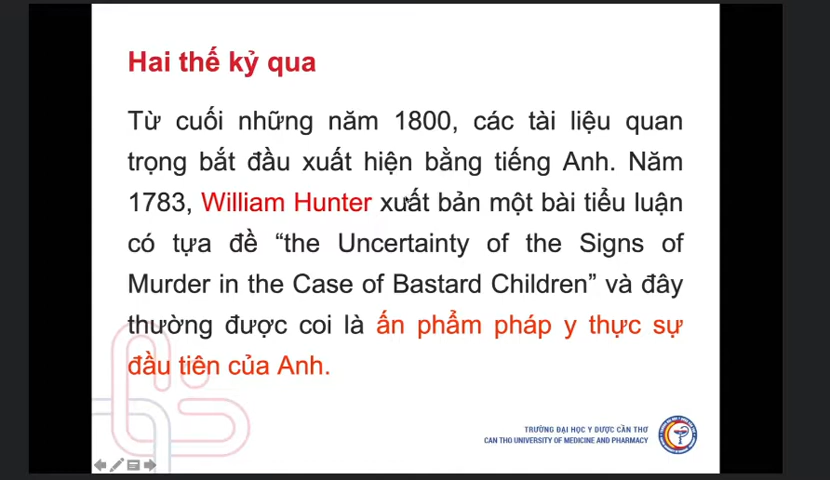 Hai thế kỷ qua
Từ cuối những năm 1800, các tài liệu quan
trọng bắt đầu xuất hiện bằng tiếng Anh. Năm
1783, William Hunter xuất bản một bài tiểu luận
có tựa đề “the Uncertainty of the Signs of
Murder in the Case of Bastard Children” và đây
thường được coi là ấn phẩm pháp y thực sự
đầu tiên của Anh.
TRƯỜNG ĐẠI HỌC Y DƯỢC CẦN THƠ
CAN THO UNIVERSITY OF MEDICINE AND PHARMACY